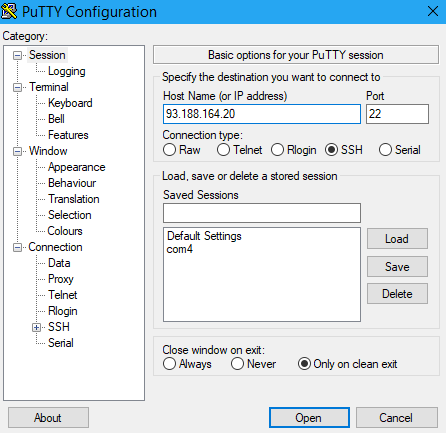 PuTTY Configuration
Category:
Session
Logging
Terminal
Keyboard
Bell
Features
Window
Appearance
Behaviour
Translation
Selection
Colours
Connection
Data
Proxy
Telnet
Rlogin
SSH
Serial
Basic options for your PuTTY session
Specify the destination you want to connect to
Host Name (or IP address) Port
93.188.164.20 22
Connection type:
Raw Telnet Rlogin SSH Serial
Load, save or delete a stored session
Saved Sessions
Default Settings
com4
Load
Save
Delete
Close window on exit:
Always Never Only on clean exit
About Open Cancel